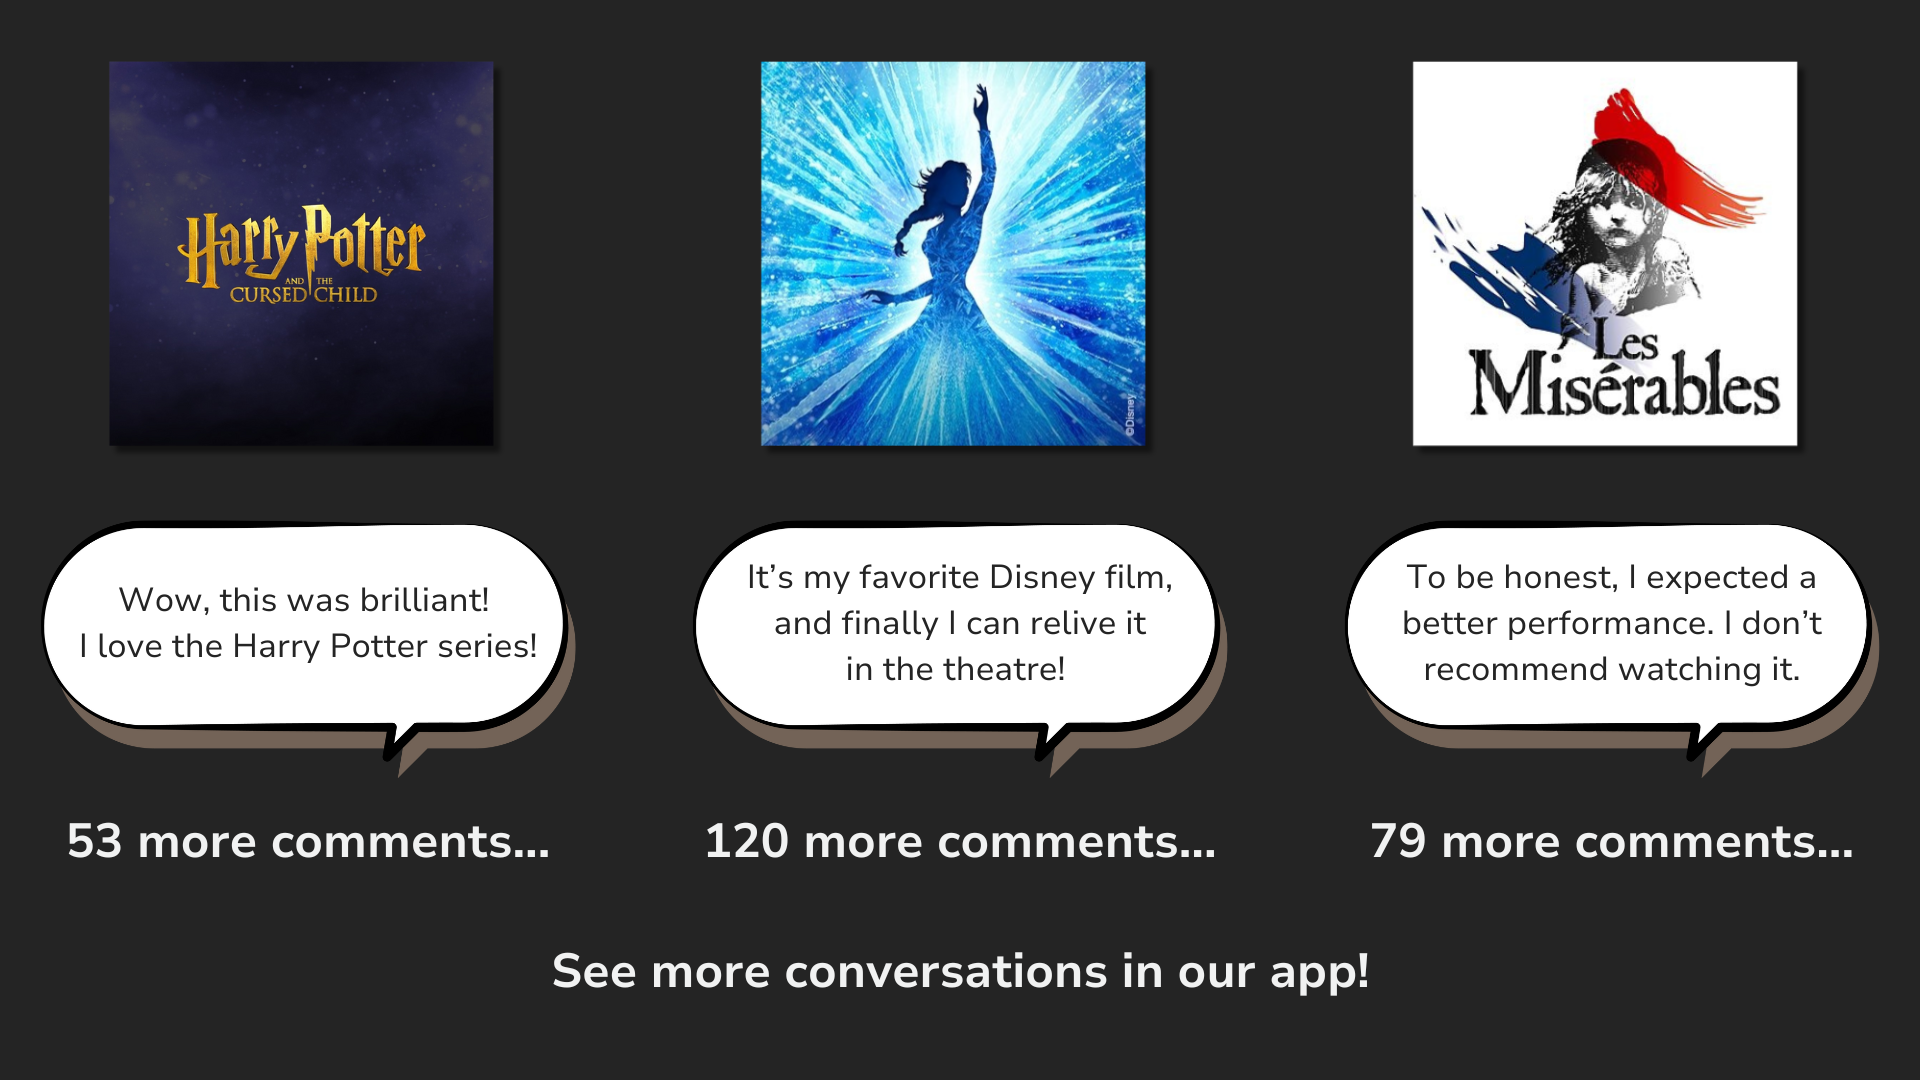 Harry Potter
AND THE
CURSED CHILD
©Disney
Les
Misérables
Wow, this was brilliant!
I love the Harry Potter series!
It’s my favorite Disney film,
and finally I can relive it
in the theatre!
To be honest, I expected a
better performance. I don’t
recommend watching it.
53 more comments...
120 more comments...
79 more comments...
See more conversations in our app!